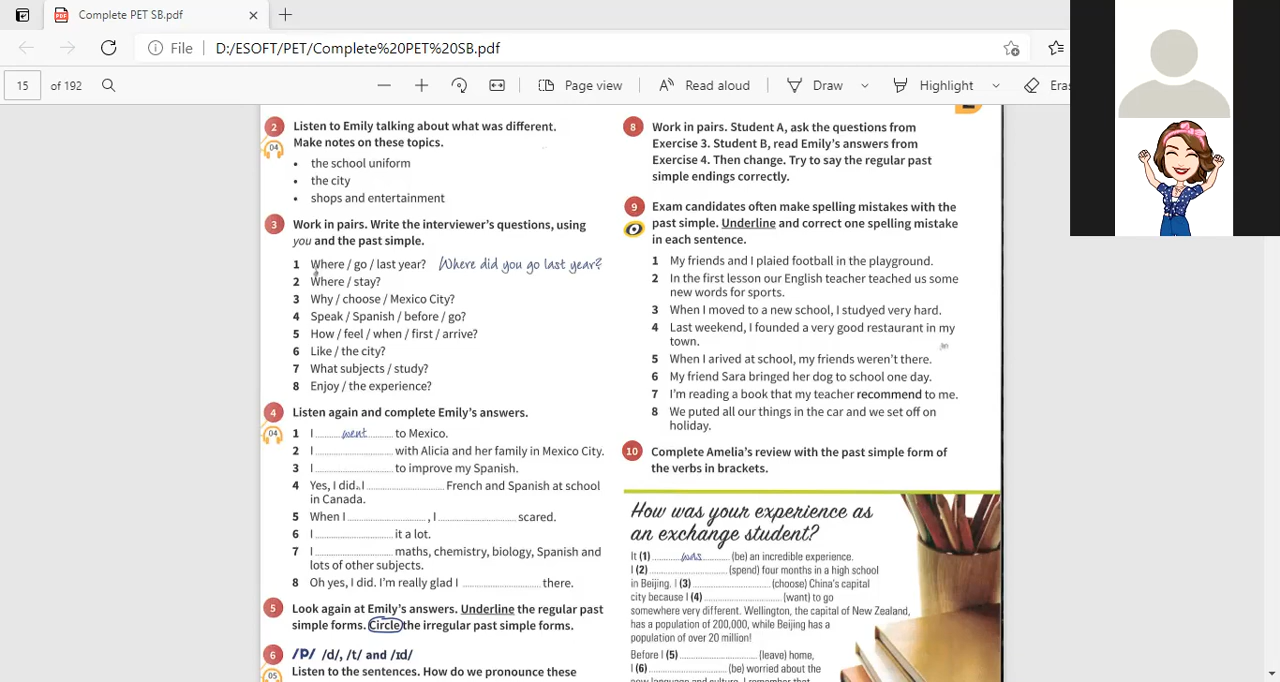 Complete PET SB.pdf
PDF
File
D:/ESOFT/PET/Complete%20PET%20SB.pdf
15 of 192
Page view
Read aloud
Draw
Highlight
Eras
2 Listen to Emily talking about what was different.
Make notes on these topics.
04
• the school uniform
• the city
• shops and entertainment
3 Work in pairs. Write the interviewer's questions, using
you and the past simple.
1 Where / go / last year? Where did you go last year?
2 Where / stay?
3 Why / choose / Mexico City?
4 Speak / Spanish / before / go?
5 How / feel / when / first / arrive?
6 Like / the city?
7 What subjects / study?
8 Enjoy / the experience?
4 Listen again and complete Emily's answers.
04
1 I went to Mexico.
2 I with Alicia and her family in Mexico City.
3 I to improve my Spanish.
4 Yes, I did. I French and Spanish at school
in Canada.
5 When I , I scared.
6 I it a lot.
7 I maths, chemistry, biology, Spanish and
lots of other subjects.
8 Oh yes, I did. I'm really glad I there.
5 Look again at Emily's answers. Underline the regular past
simple forms. Circle the irregular past simple forms.
6 /P/ /d/, /t/ and /ɪd/
Listen to the sentences. How do we pronounce these
05
8 Work in pairs. Student A, ask the questions from
Exercise 3. Student B, read Emily's answers from
Exercise 4. Then change. Try to say the regular past
simple endings correctly.
9 Exam candidates often make spelling mistakes with the
past simple. Underline and correct one spelling mistake
in each sentence.
1 My friends and I plaied football in the playground.
2 In the first lesson our English teacher teached us some
new words for sports.
3 When I moved to a new school, I studyed very hard.
4 Last weekend, I founded a very good restaurant in my
town.
5 When I arived at school, my friends weren't there.
6 My friend Sara bringed her dog to school one day.
7 I'm reading a book that my teacher recommend to me.
8 We puted all our things in the car and we set off on
holiday.
10 Complete Amelia's review with the past simple form of
the verbs in brackets.
How was your experience as
an exchange student?
It (1) was (be) an incredible experience.
I (2) (spend) four months in a high school
in Beijing. I (3) (choose) China's capital
city because I (4) (want) to go
somewhere very different. Wellington, the capital of New Zealand,
has a population of 200,000, while Beijing has a
population of over 20 million!
Before I (5) (leave) home,
I (6) (be) worried about the
new language and culture. I remember that